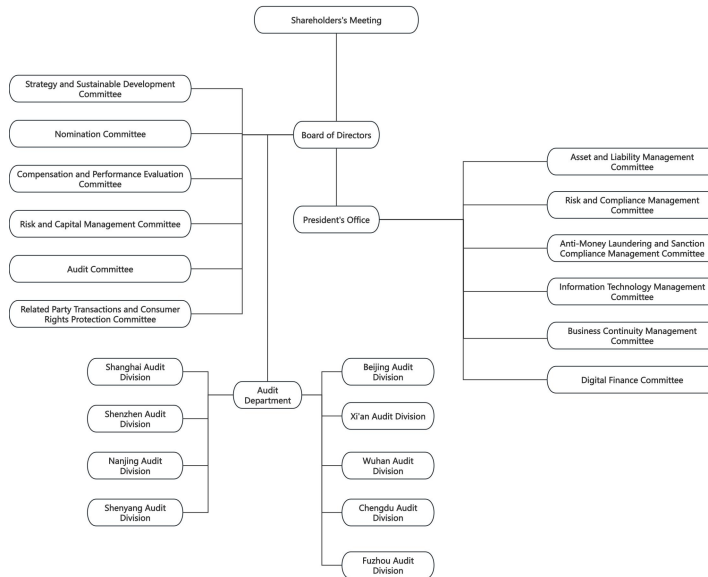 Shareholders's Meeting
Strategy and Sustainable Development
Committee
Nomination Committee
Compensation and Performance Evaluation
Committee
Risk and Capital Management Committee
Audit Committee
Related Party Transactions and Consumer
Rights Protection Committee
Board of Directors
President's Office
Asset and Liability Management
Committee
Risk and Compliance Management
Committee
Anti-Money Laundering and Sanction
Compliance Management Committee
Information Technology Management
Committee
Business Continuity Management
Committee
Digital Finance Committee
Shanghai Audit
Division
Shenzhen Audit
Division
Nanjing Audit
Division
Shenyang Audit
Division
Audit
Department
Beijing Audit
Division
Xi'an Audit Division
Wuhan Audit
Division
Chengdu Audit
Division
Fuzhou Audit
Division